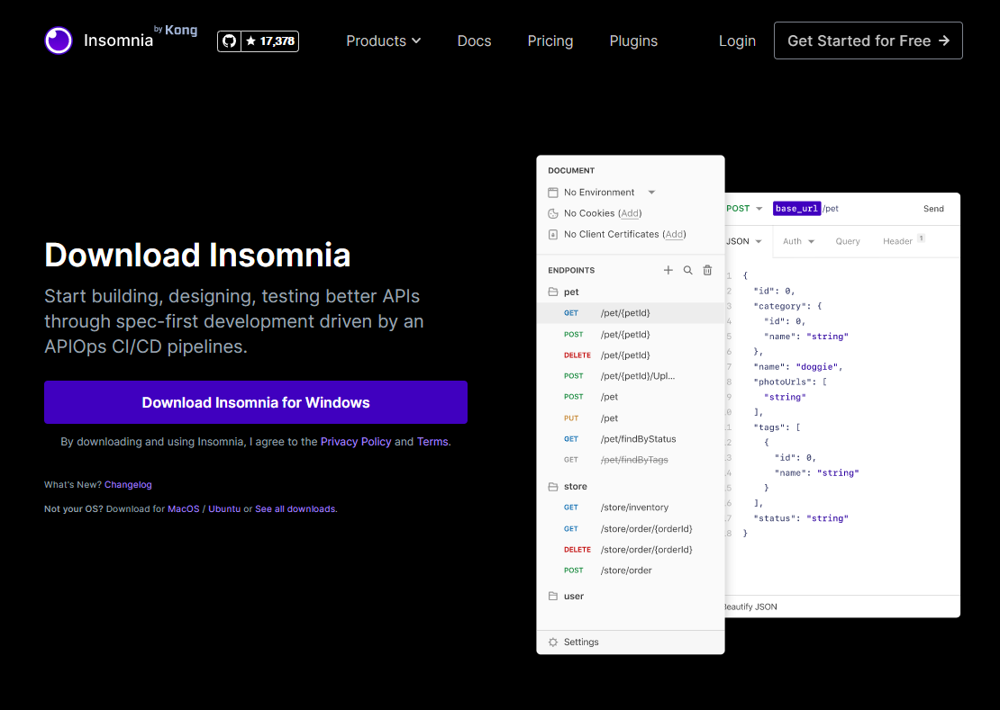 Insomnia by Kong
17,378
Products
Docs
Pricing
Plugins
Login
Get Started for Free →
Download Insomnia
Start building, designing, testing better APIs
through spec-first development driven by an
APIOps CI/CD pipelines.
Download Insomnia for Windows
By downloading and using Insomnia, I agree to the Privacy Policy and Terms.
What's New? Changelog
Not your OS? Download for MacOS / Ubuntu or See all downloads.
DOCUMENT
No Environment
No Cookies (Add)
No Client Certificates (Add)
ENDPOINTS
pet
GET /pet/{petId}
POST /pet/{petId}
DELETE /pet/{petId}
POST /pet/{petId}/Upl...
POST /pet
PUT /pet
GET /pet/findByStatus
GET /pet/findByTags
store
GET /store/inventory
GET /store/order/{orderId}
DELETE /store/order/{orderId}
POST /store/order
user
Settings
POST base_url/pet Send
JSON Auth Query Header 1
1 {
2 "id": 0,
3 "category": {
4 "id": 0,
5 "name": "string"
6 },
7 "name": "doggie",
8 "photoUrls": [
9 "string"
0 ],
1 "tags": [
2 {
3 "id": 0,
4 "name": "string"
5 }
6 ],
7 "status": "string"
8 }
Beautify JSON